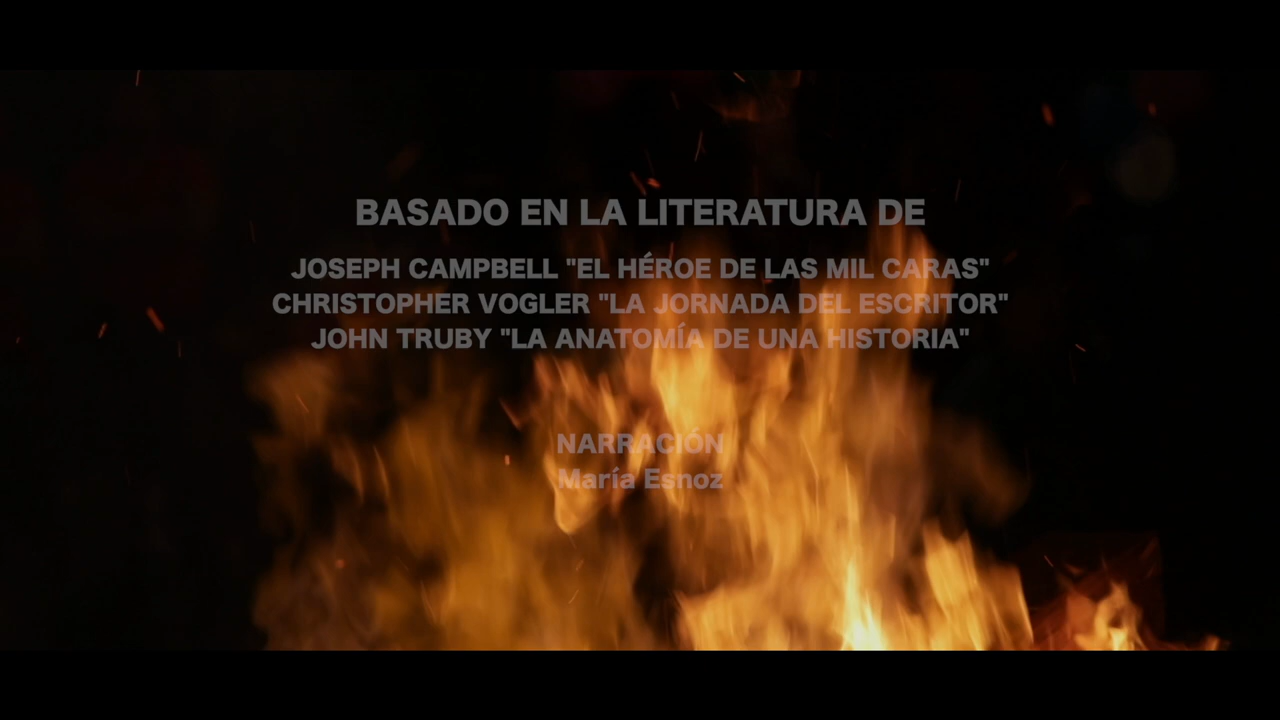 BASADO EN LA LITERATURA DE
JOSEPH CAMPBELL "EL HÉROE DE LAS MIL CARAS"
CHRISTOPHER VOGLER "LA JORNADA DEL ESCRITOR"
JOHN TRUBY "LA ANATOMÍA DE UNA HISTORIA"
NARRACIÓN
María Esnoz